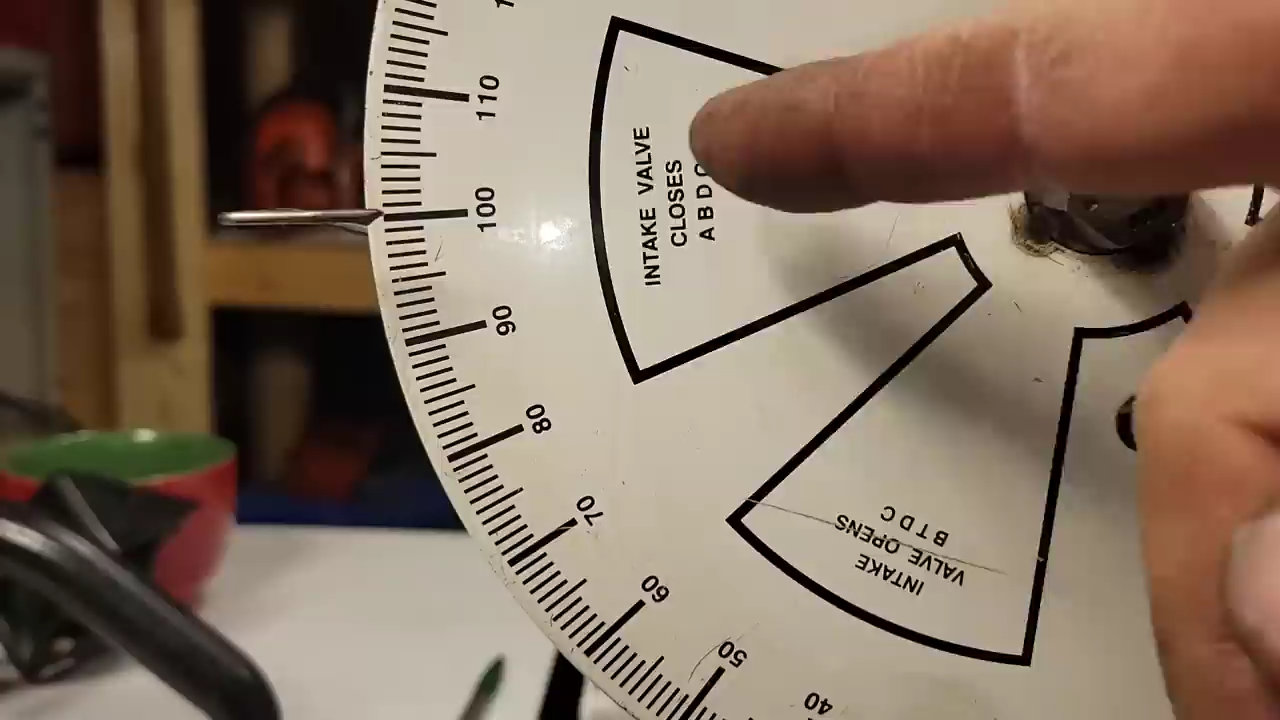 110
100
90
80
70
60
50
40
INTAKE VALVE
CLOSES
A B D
INTAKE
VALVE OPENS
B T D C